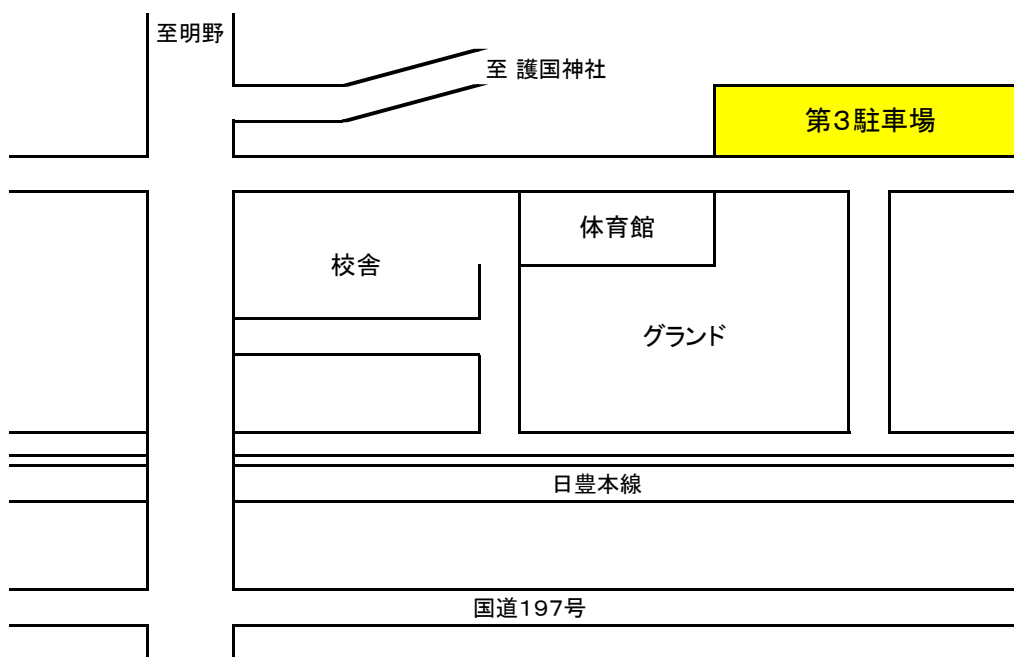 至明野
至 護国神社
第３駐車場
体育館
校舎
グランド
日豊本線
国道197号